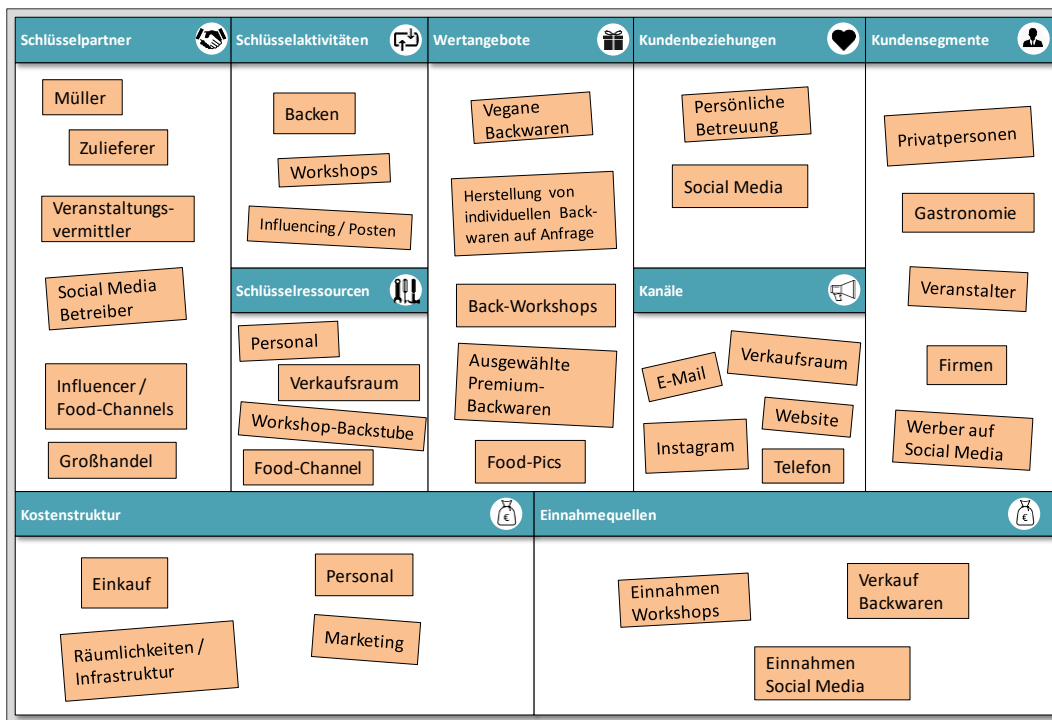 Schlüsselpartner
Müller
Zulieferer
Veranstaltungs-
vermittler
Social Media
Betreiber
Influencer /
Food-Channels
Großhandel
Schlüsselaktivitäten
Backen
Workshops
Influencing / Posten
Schlüsselressourcen
Personal
Verkaufsraum
Workshop-Backstube
Food-Channel
Wertangebote
Vegane
Backwaren
Herstellung von
individuellen Back-
waren auf Anfrage
Back-Workshops
Ausgewählte
Premium-
Backwaren
Food-Pics
Kundenbeziehungen
Persönliche
Betreuung
Social Media
Kanäle
Verkaufsraum
E-Mail
Website
Instagram
Telefon
Kundensegmente
Privatpersonen
Gastronomie
Veranstalter
Firmen
Werber auf
Social Media
Kostenstruktur
€
Einkauf
Personal
Räumlichkeiten /
Infrastruktur
Marketing
Einnahmequellen
€
Einnahmen
Workshops
Verkauf
Backwaren
Einnahmen
Social Media